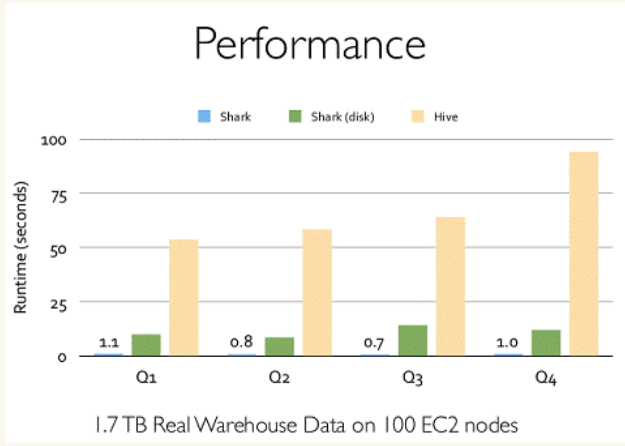 Performance
Shark Shark (disk) Hive
Runtime (seconds)
100
75
50
25
0
1.1 0.8 0.7 1.0
Q1 Q2 Q3 Q4
1.7 TB Real Warehouse Data on 100 EC2 nodes